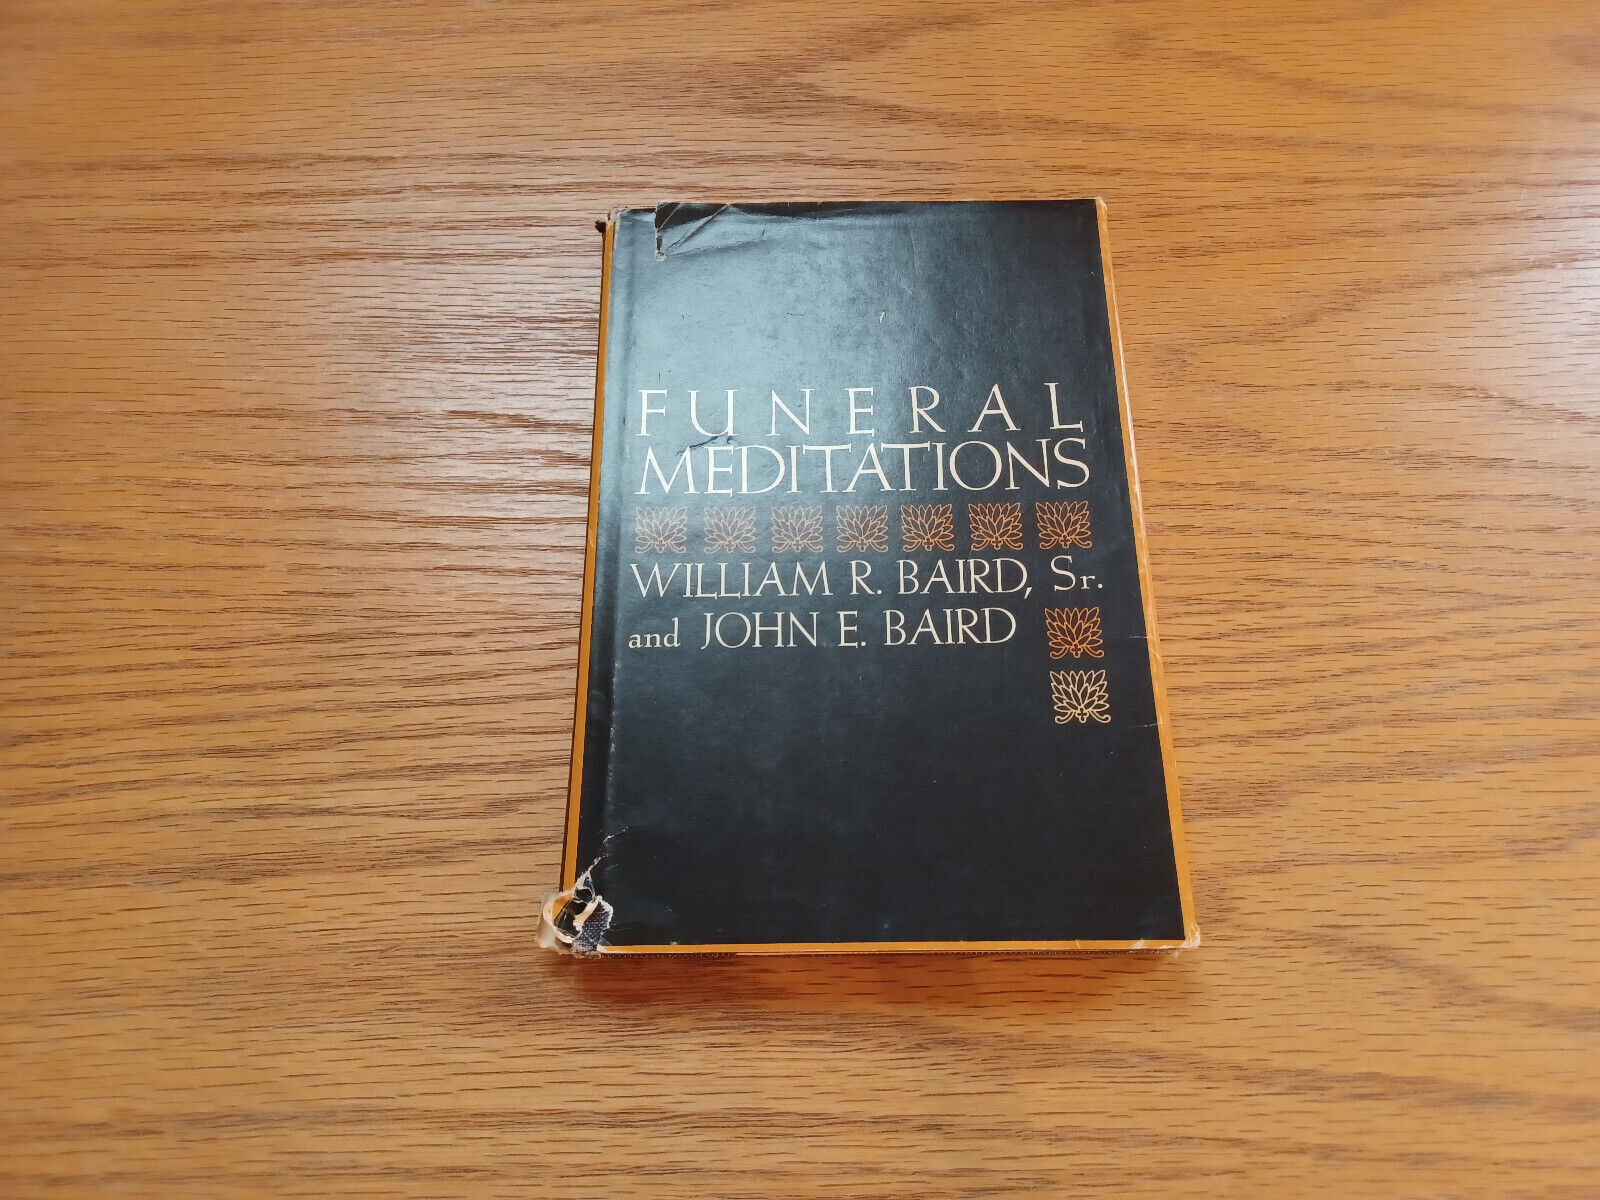 FUNERAL
MEDITATIONS
WILLIAM R. BAIRD, Sr.
and JOHN E. BAIRD